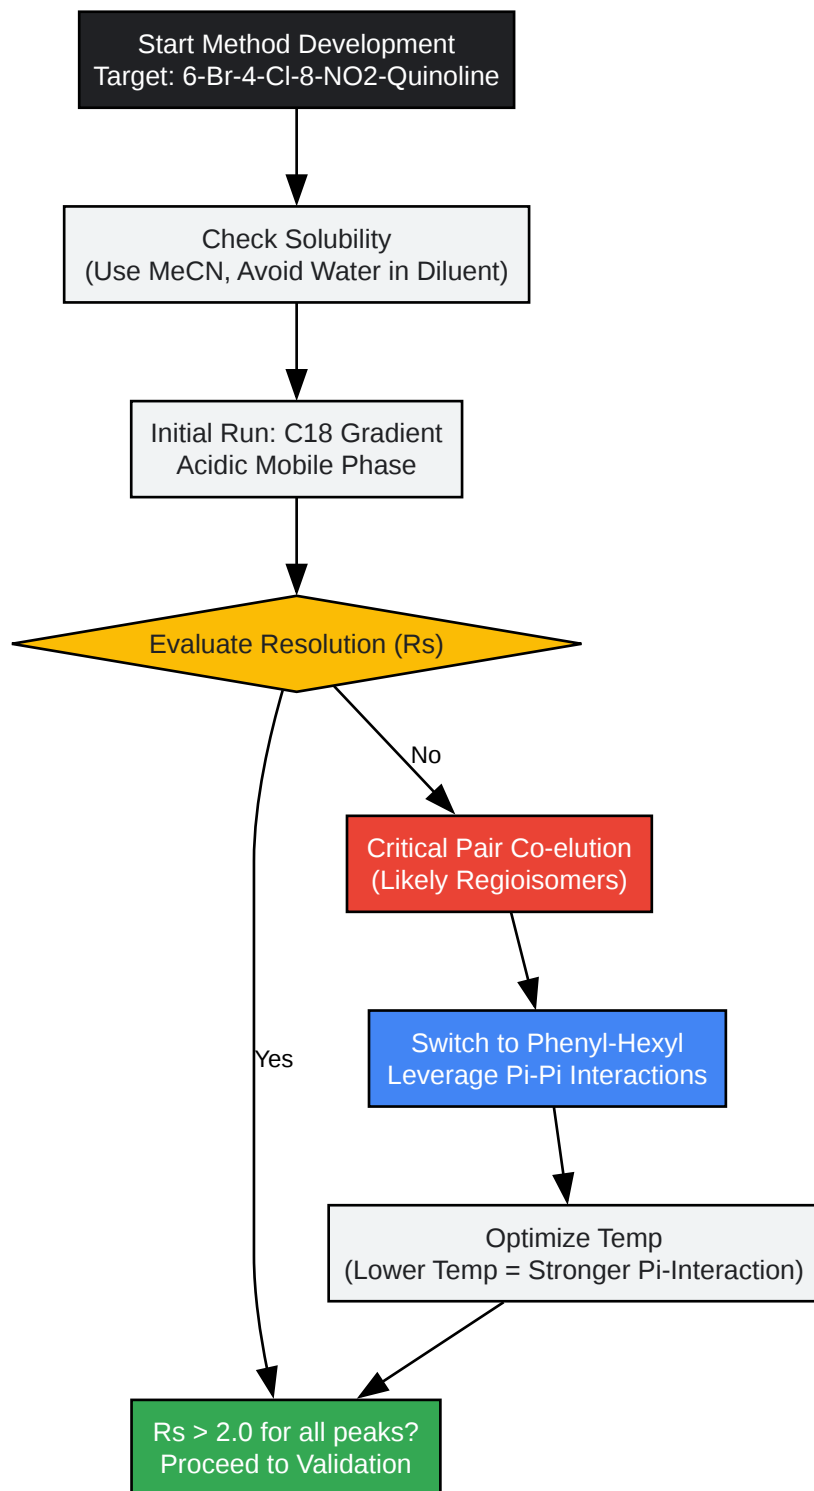 Start Method Development
Target: 6-Br-4-Cl-8-NO2-Quinoline
Check Solubility
(Use MeCN, Avoid Water in Diluent)
Initial Run: C18 Gradient
Acidic Mobile Phase
Evaluate Resolution (Rs)
No
Critical Pair Co-elution
(Likely Regioisomers)
Switch to Phenyl-Hexyl
Leverage Pi-Pi Interactions
Yes
Optimize Temp
(Lower Temp = Stronger Pi-Interaction)
Rs > 2.0 for all peaks?
Proceed to Validation